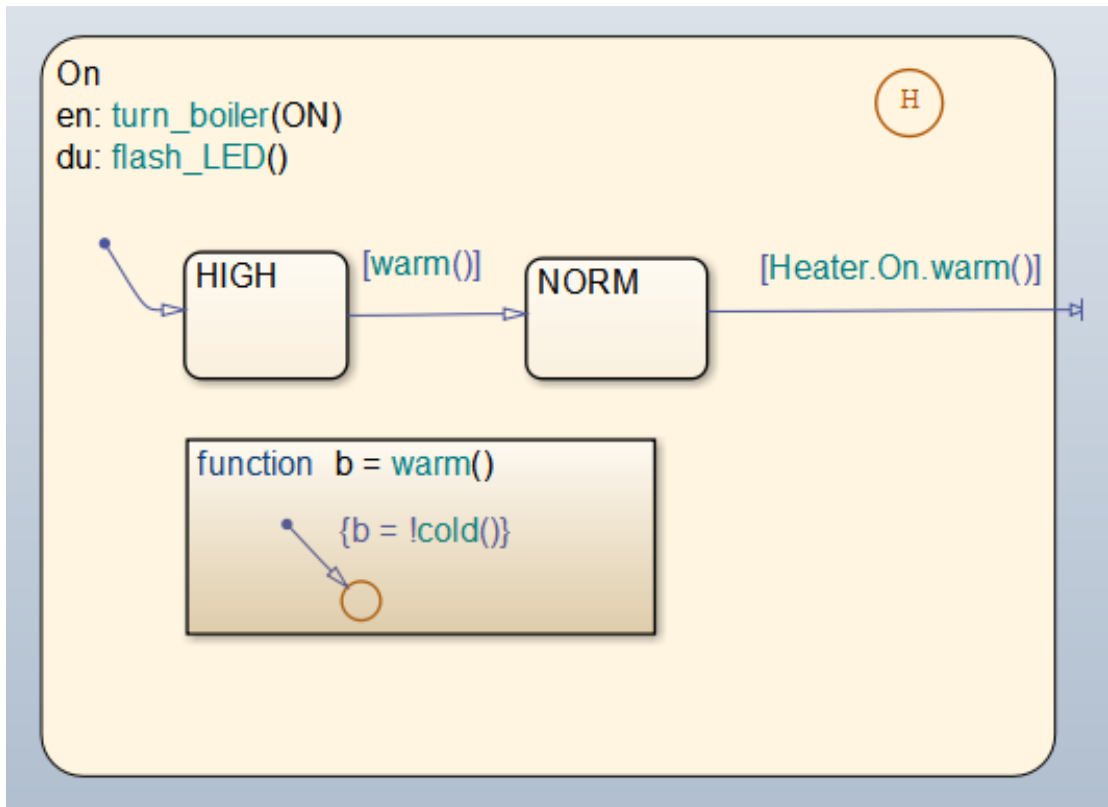 On
H
en: turn_boiler(ON)
du: flash_LED()
HIGH
[warm()]
NORM
[Heater.On.warm()]
function b = warm()
{b = !cold()}